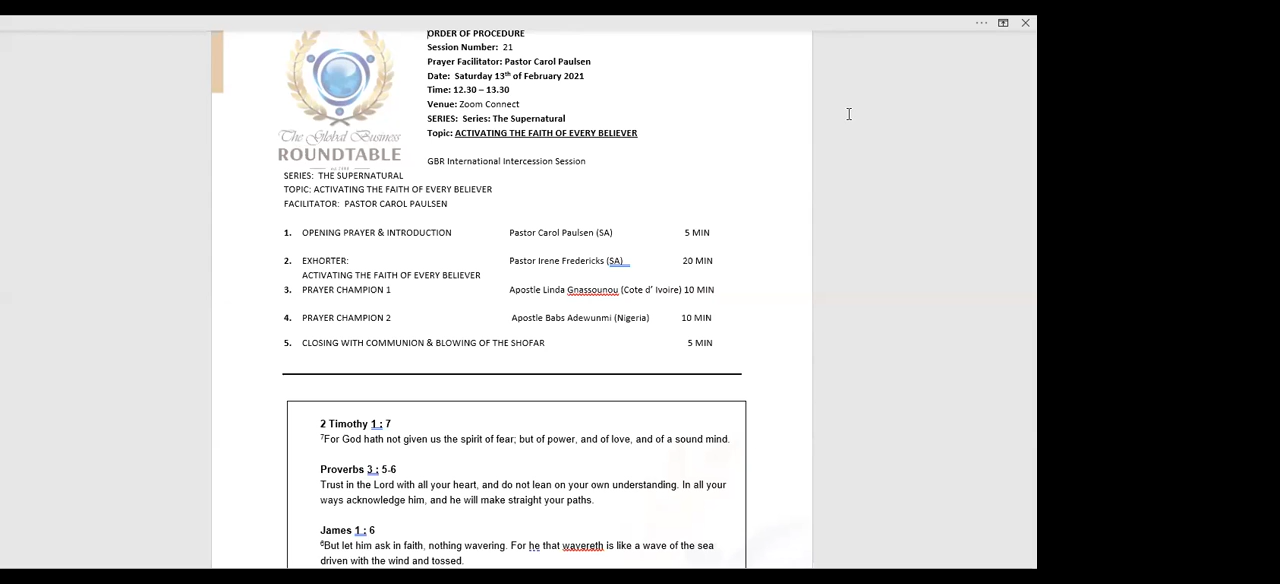 ORDER OF PROCEDURE
Session Number: 21
Prayer Facilitator: Pastor Carol Paulsen
Date: Saturday 13th of February 2021
Time: 12.30 – 13.30
Venue: Zoom Connect
SERIES: Series: The Supernatural
Topic: ACTIVATING THE FAITH OF EVERY BELIEVER
The Global Business
ROUNDTABLE
GBR International Intercession Session
SERIES: THE SUPERNATURAL
TOPIC: ACTIVATING THE FAITH OF EVERY BELIEVER
FACILITATOR: PASTOR CAROL PAULSEN
1. OPENING PRAYER & INTRODUCTION Pastor Carol Paulsen (SA) 5 MIN
2. EXHORTER: Pastor Irene Fredericks (SA) 20 MIN
ACTIVATING THE FAITH OF EVERY BELIEVER
3. PRAYER CHAMPION 1 Apostle Linda Gnassounou (Cote d’ Ivoire) 10 MIN
4. PRAYER CHAMPION 2 Apostle Babs Adewunmi (Nigeria) 10 MIN
5. CLOSING WITH COMMUNION & BLOWING OF THE SHOFAR 5 MIN
2 Timothy 1 : 7
7For God hath not given us the spirit of fear; but of power, and of love, and of a sound mind.
Proverbs 3 : 5-6
Trust in the Lord with all your heart, and do not lean on your own understanding. In all your
ways acknowledge him, and he will make straight your paths.
James 1 : 6
6But let him ask in faith, nothing wavering. For he that wavereth is like a wave of the sea
driven with the wind and tossed.